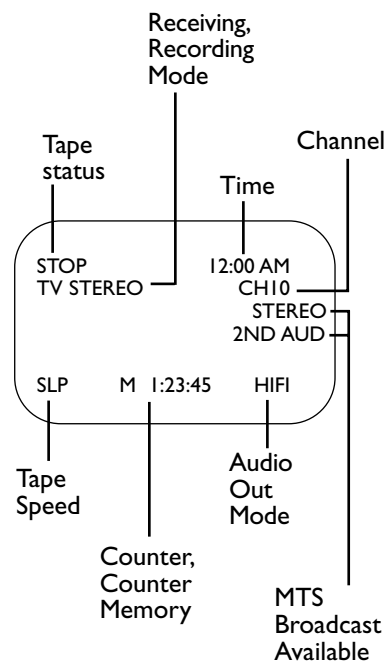 Receiving,
Recording
Mode
Channel
Tape
status
Time
STOP
12:00 AM
TV STEREO
CH10
STEREO
2ND AUD
SLP
M 1:23:45
HIFI
Tape
Speed
Audio
Out
Mode
Counter,
Counter
Memory
MTS
Broadcast
Available